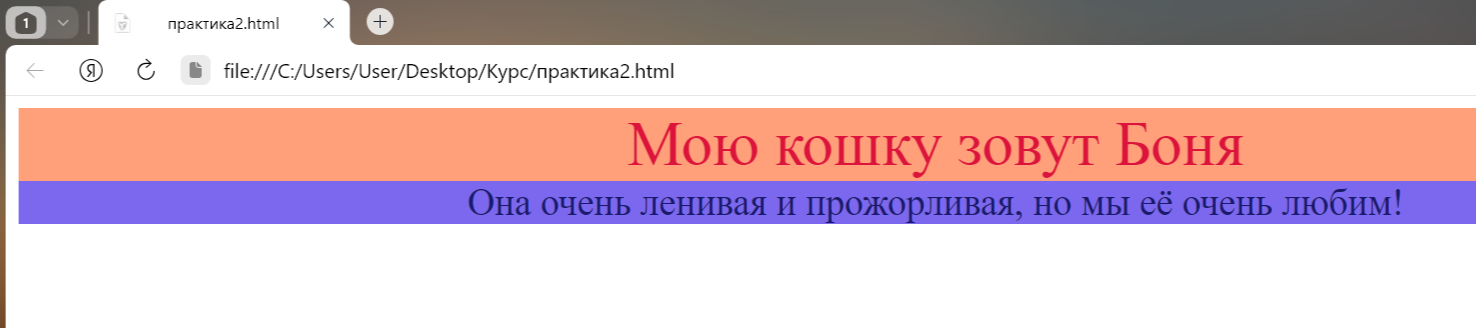 1 практика2.html
Я file:///C:/Users/User/Desktop/Курс/практика2.html
Мою кошку зовут Боня
Она очень ленивая и прожорливая, но мы её очень любим!